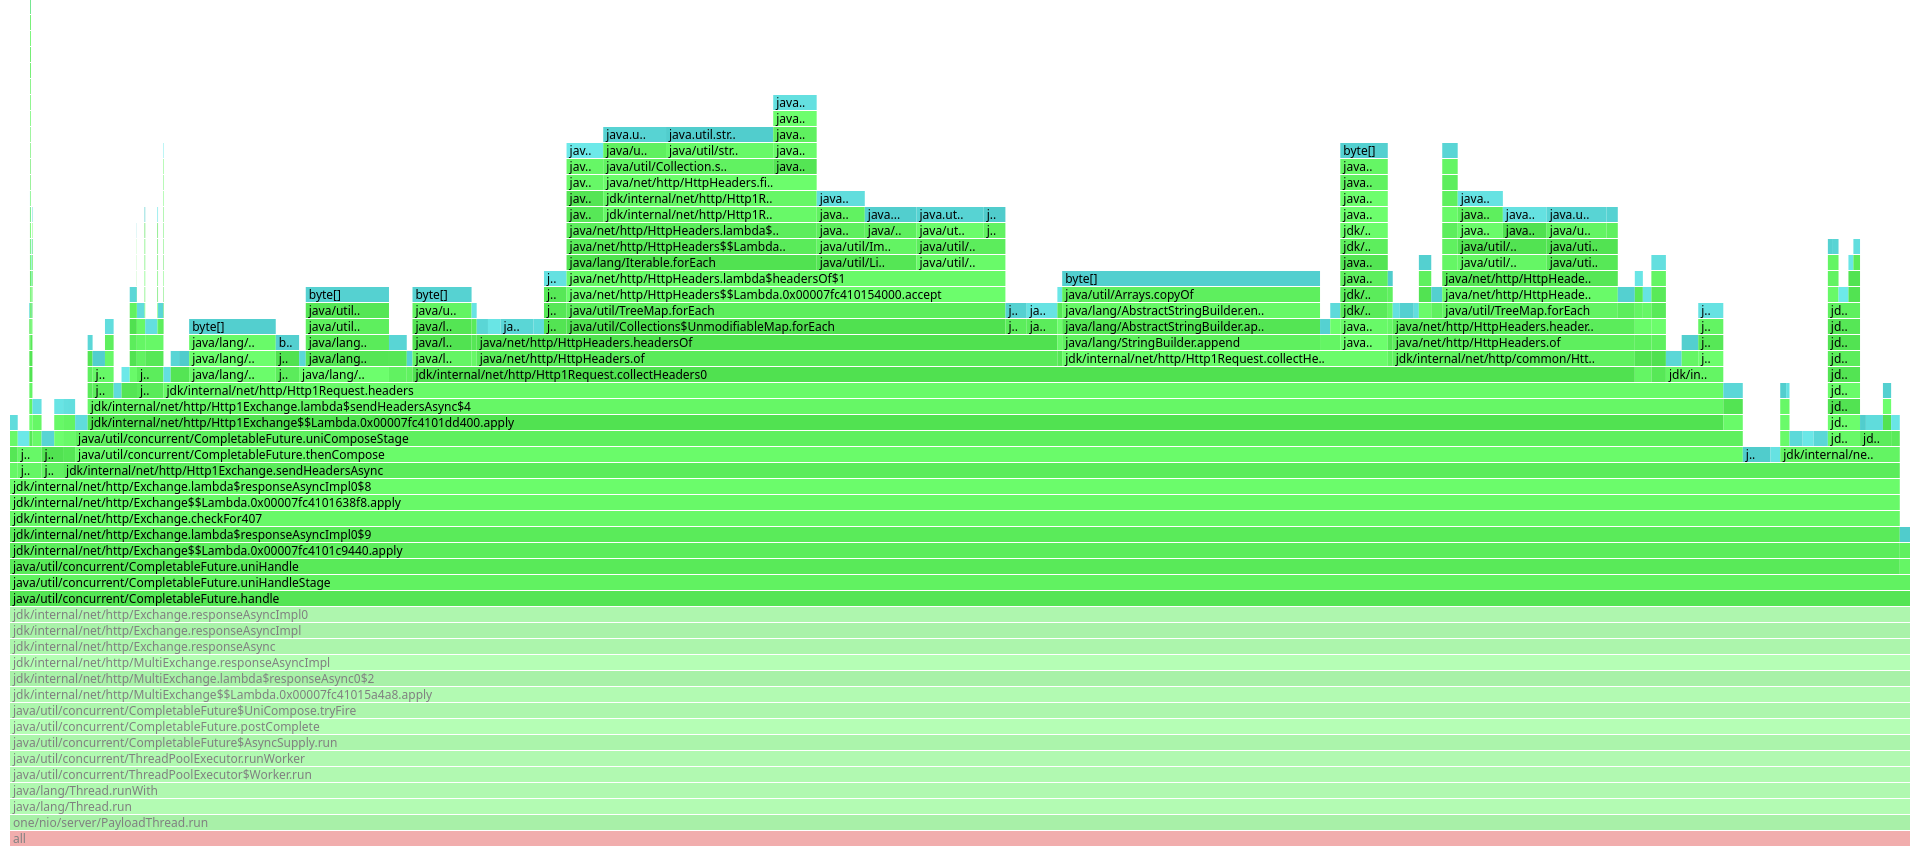 java..
java..
java.u.. java.util.str.. java..
jav.. java/u.. java/util/str.. java.. byte[]
jav.. java/util/Collection.s.. java.. java..
jav.. java/net/http/HttpHeaders.fi.. java..
jav.. jdk/internal/net/http/Http1R.. java.. java.. java..
jav.. jdk/internal/net/http/Http1R.. java.. java... java.ut.. j.. java.. java.. java.. java.u..
java/net/http/HttpHeaders.lambda$.. java.. java/.. java/ut.. j.. jdk/.. java.. java.. java/u..
java/net/http/HttpHeaders$$Lambda.. java/util/Im.. java/util/.. jdk/.. java/util/.. java/uti..
java/lang/Iterable.forEach java/util/Li.. java/util/.. java.. java/util/.. java/uti..
j.. java/net/http/HttpHeaders.lambda$headersOf$1 byte[] java.. java/net/http/HttpHeade..
byte[] byte[] j.. java/net/http/HttpHeaders$$Lambda.0x00007fc410154000.accept java/util/Arrays.copyOf jdk/.. java/net/http/HttpHeade..
java/util.. java/u.. j.. java/util/TreeMap.forEach j.. ja.. java/lang/AbstractStringBuilder.en.. jdk/.. java/util/TreeMap.forEach j.. jd..
byte[] java/util.. java/l.. ja.. j.. java/util/Collections$UnmodifiableMap.forEach j.. ja.. java/lang/AbstractStringBuilder.ap.. java.. java/net/http/HttpHeaders.header.. j.. jd..
java/lang/.. b.. java/lang.. java/l.. java/net/http/HttpHeaders.headersOf java/lang/StringBuilder.append java.. java/net/http/HttpHeaders.of j.. jd..
java/lang/.. j.. java/lang.. java/l.. java/net/http/HttpHeaders.of jdk/internal/net/http/Http1Request.collectHe.. jdk/internal/net/http/common/Htt.. j.. jd..
j.. j.. java/lang/.. j.. java/lang/.. jdk/internal/net/http/Http1Request.collectHeaders0 jdk/in.. jd..
j.. j.. jdk/internal/net/http/Http1Request.headers jd..
jdk/internal/net/http/Http1Exchange.lambda$sendHeadersAsync$4 jd..
jdk/internal/net/http/Http1Exchange$$Lambda.0x00007fc4101dd400.apply jd..
java/util/concurrent/CompletableFuture.uniComposeStage jd.. jd..
j.. j.. java/util/concurrent/CompletableFuture.thenCompose j.. jdk/internal/ne..
j.. j.. jdk/internal/net/http/Http1Exchange.sendHeadersAsync
jdk/internal/net/http/Exchange.lambda$responseAsyncImpl0$8
jdk/internal/net/http/Exchange$$Lambda.0x00007fc4101638f8.apply
jdk/internal/net/http/Exchange.checkFor407
jdk/internal/net/http/Exchange.lambda$responseAsyncImpl0$9
jdk/internal/net/http/Exchange$$Lambda.0x00007fc4101c9440.apply
java/util/concurrent/CompletableFuture.uniHandle
java/util/concurrent/CompletableFuture.uniHandleStage
java/util/concurrent/CompletableFuture.handle
jdk/internal/net/http/Exchange.responseAsyncImpl0
jdk/internal/net/http/Exchange.responseAsyncImpl
jdk/internal/net/http/Exchange.responseAsync
jdk/internal/net/http/MultiExchange.responseAsyncImpl
jdk/internal/net/http/MultiExchange.lambda$responseAsync0$2
jdk/internal/net/http/MultiExchange$$Lambda.0x00007fc41015a4a8.apply
java/util/concurrent/CompletableFuture$UniCompose.tryFire
java/util/concurrent/CompletableFuture.postComplete
java/util/concurrent/CompletableFuture$AsyncSupply.run
java/util/concurrent/ThreadPoolExecutor.runWorker
java/util/concurrent/ThreadPoolExecutor$Worker.run
java/lang/Thread.runWith
java/lang/Thread.run
one/nio/server/PayloadThread.run
all